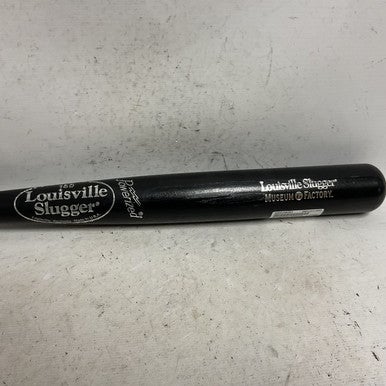 Louisville
Slugger®
Powerized
Louisville Slugger®
MUSEUM & FACTORY®